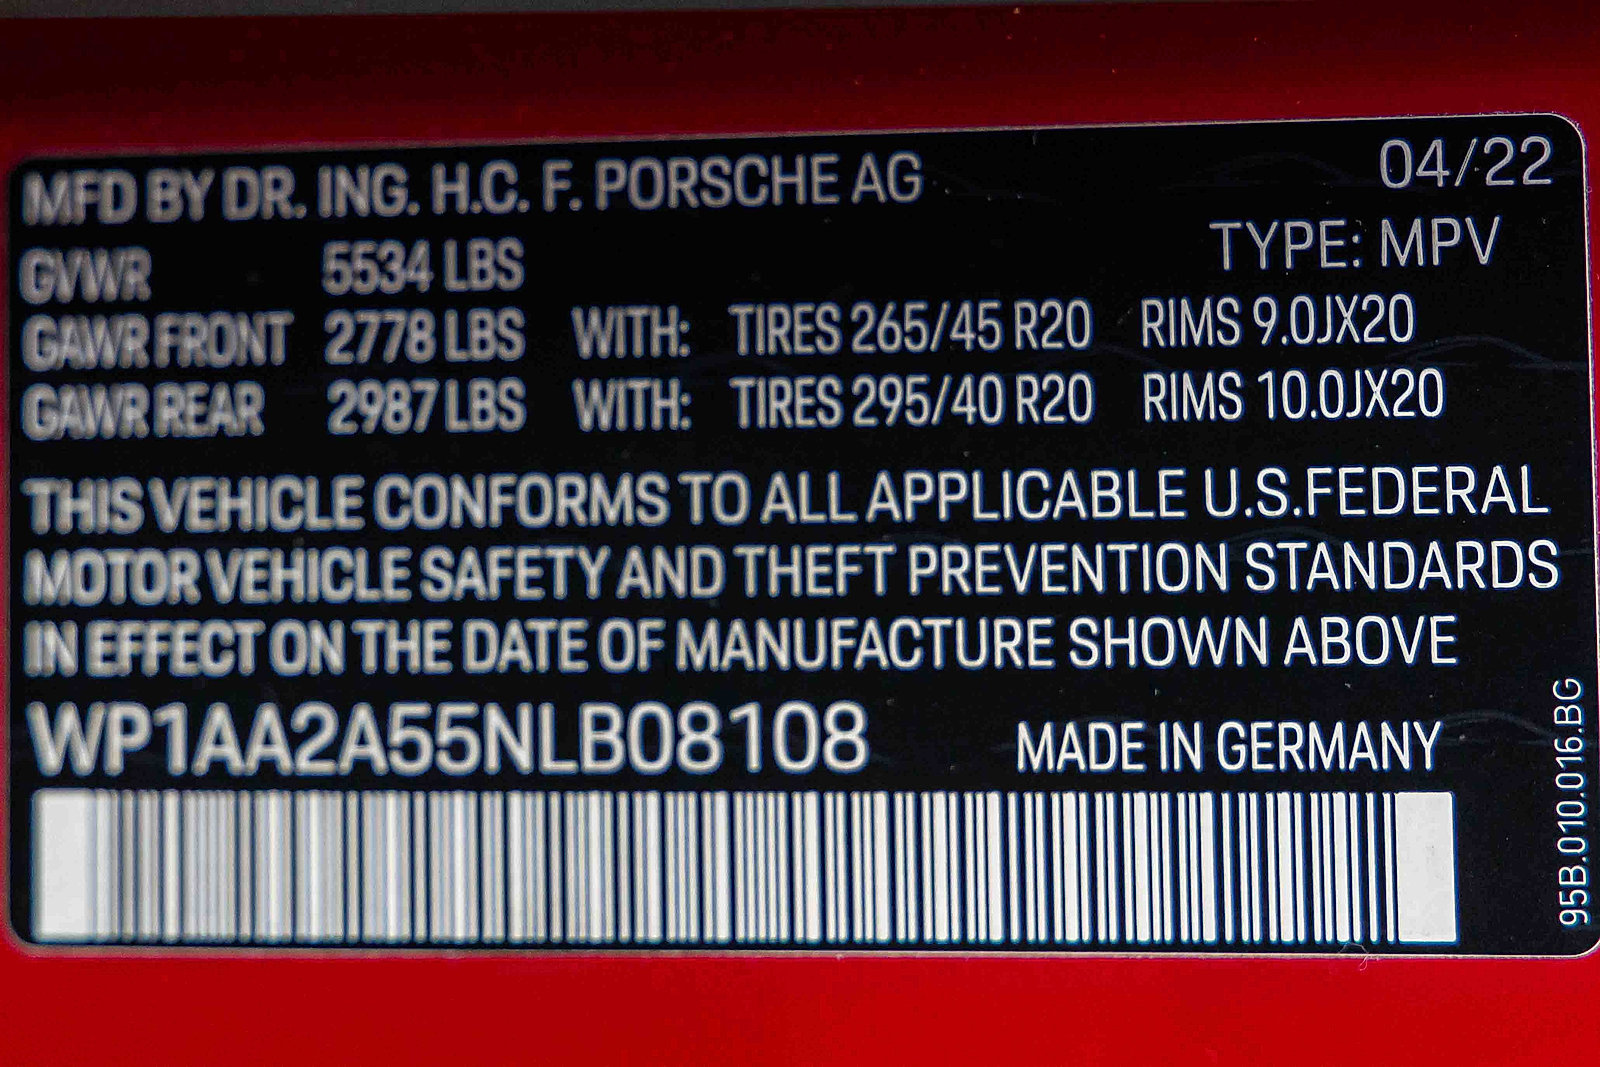 MFD BY DR. ING. H.C. F. PORSCHE AG 04/22
TYPE: MPV
GVWR 5534 LBS
GAWR FRONT 2778 LBS WITH: TIRES 265/45 R20 RIMS 9.0JX20
GAWR REAR 2987 LBS WITH: TIRES 295/40 R20 RIMS 10.0JX20
THIS VEHICLE CONFORMS TO ALL APPLICABLE U.S.FEDERAL
MOTOR VEHICLE SAFETY AND THEFT PREVENTION STANDARDS
IN EFFECT ON THE DATE OF MANUFACTURE SHOWN ABOVE
WP1AA2A55NLB08108 MADE IN GERMANY
95B.010.016.BG